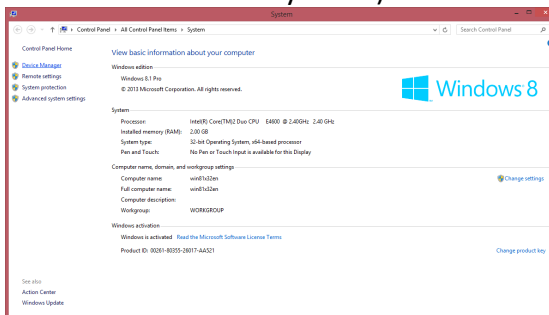 System
Control Panel › All Control Panel Items › System
Search Control Panel
Control Panel Home
Device Manager
Remote settings
System protection
Advanced system settings
View basic information about your computer
Windows edition
Windows 8.1 Pro
© 2013 Microsoft Corporation. All rights reserved.
Windows 8
System
Processor: Intel(R) Core(TM)2 Duo CPU E4600 @ 2.40GHz 2.40 GHz
Installed memory (RAM): 2.00 GB
System type: 32-bit Operating System, x64-based processor
Pen and Touch: No Pen or Touch Input is available for this Display
Computer name, domain, and workgroup settings
Computer name: win81x32en
Change settings
Full computer name: win81x32en
Computer description:
Workgroup: WORKGROUP
Windows activation
Windows is activated Read the Microsoft Software License Terms
Product ID: 00261-80355-26017-AA521
Change product key
See also
Action Center
Windows Update